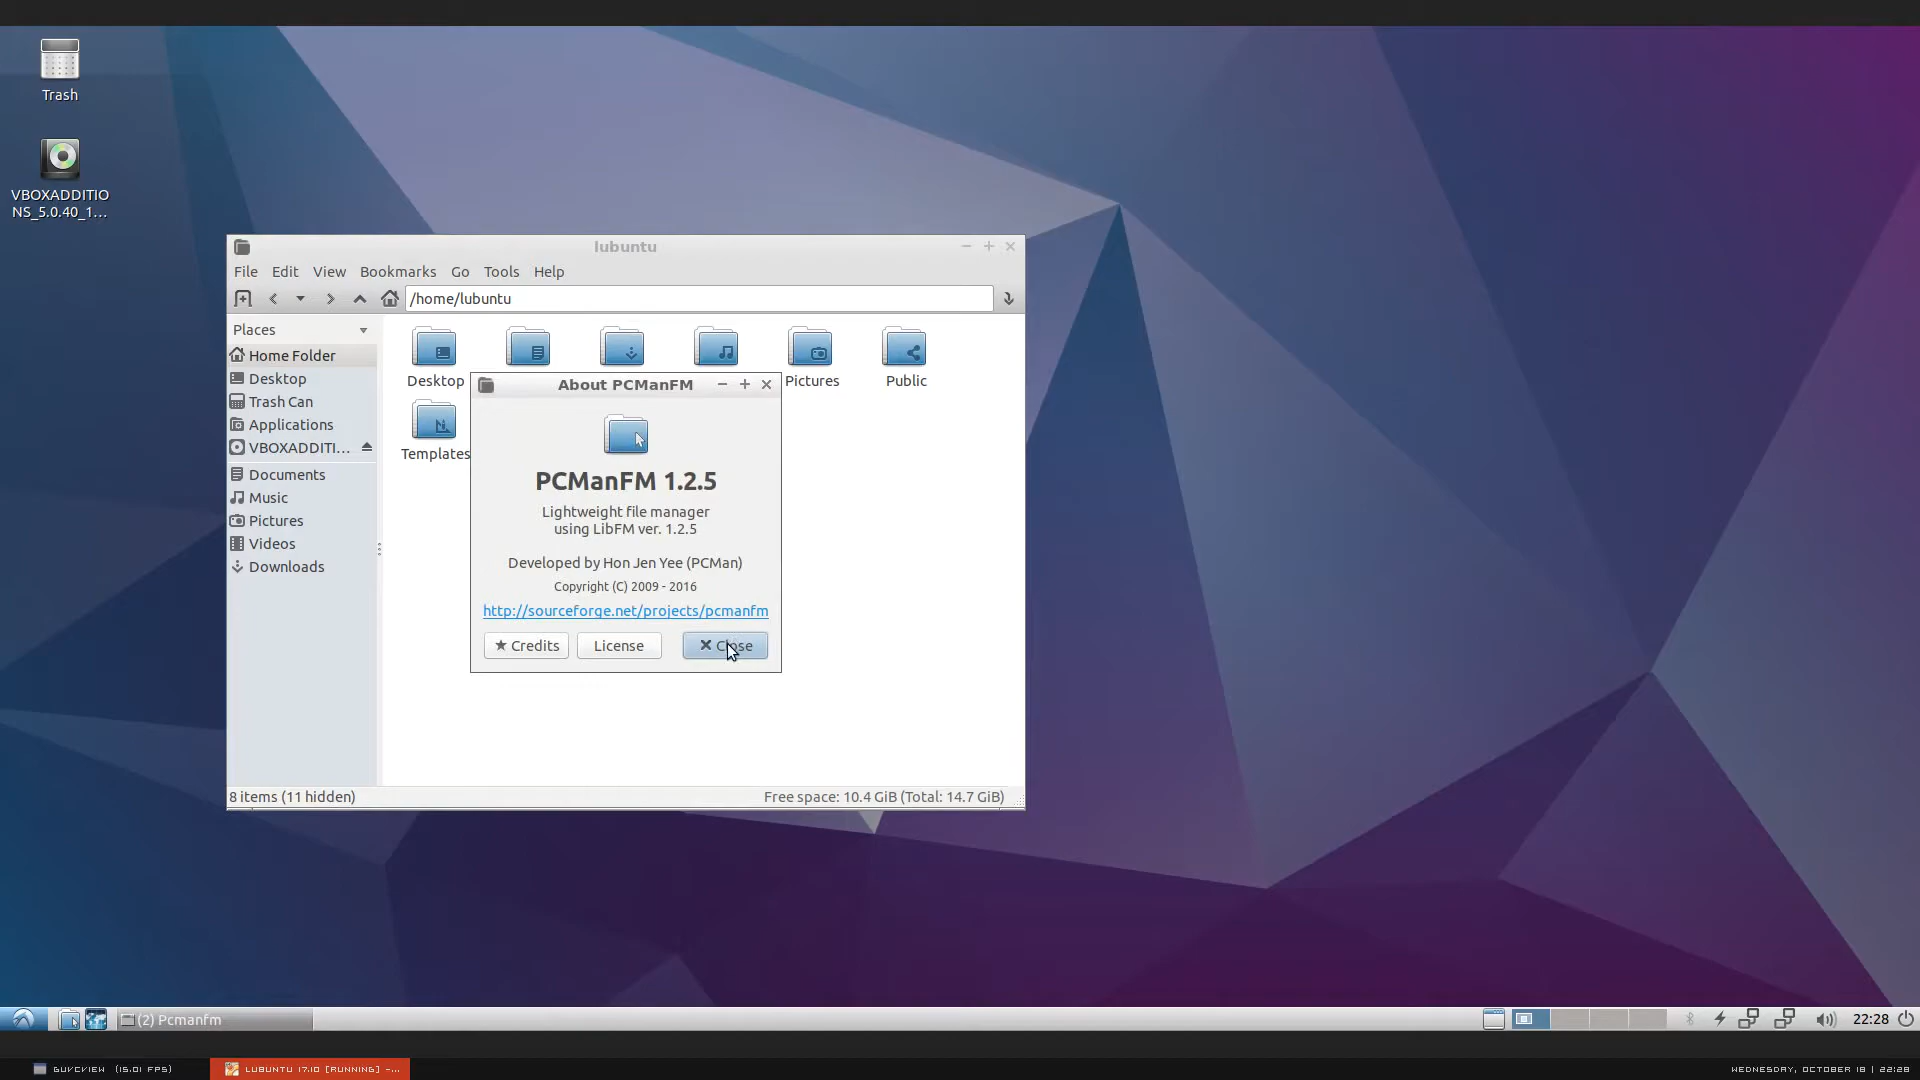 Trash
VBOXADDITIO
NS_5.0.40_1...
lubuntu
File Edit View Bookmarks Go Tools Help
/home/lubuntu
Places
Home Folder
Desktop
Trash Can
Applications
VBOXADDITI...
Documents
Music
Pictures
Videos
Downloads
Desktop
Pictures
Public
Templates
About PCManFM
PCManFM 1.2.5
Lightweight file manager
using LibFM ver. 1.2.5
Developed by Hon Jen Yee (PCMan)
Copyright (C) 2009 - 2016
http://sourceforge.net/projects/pcmanfm
Credits License Close
8 items (11 hidden) Free space: 10.4 GiB (Total: 14.7 GiB)
(2) Pcmanfm 22:28
GUVCVIEW (15.01 FPS) LUBUNTU 17.10 [RUNNING] -... WEDNESDAY, OCTOBER 18 | 22:28